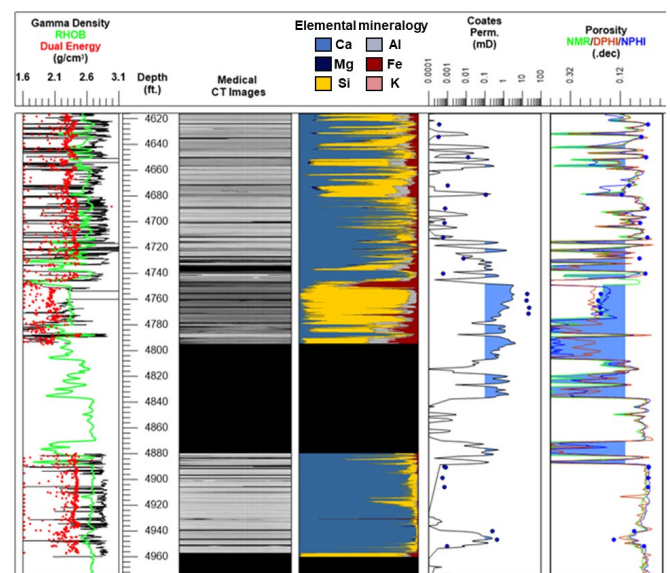 Gamma Density
RHOB
Dual Energy
(g/cm³)
1.6 2.1 2.6 3.1
Depth
(ft.)
Medical
CT Images
Elemental mineralogy
Ca Al
Mg Fe
Si K
Coates
Perm.
(mD)
0.0001
0.001
0.01
0.1
1
10
100
Porosity
NMR/DPHI/NPHI
(.dec)
0.32
0.12
4620
4640
4660
4680
4700
4720
4740
4760
4780
4800
4820
4840
4860
4880
4900
4920
4940
4960